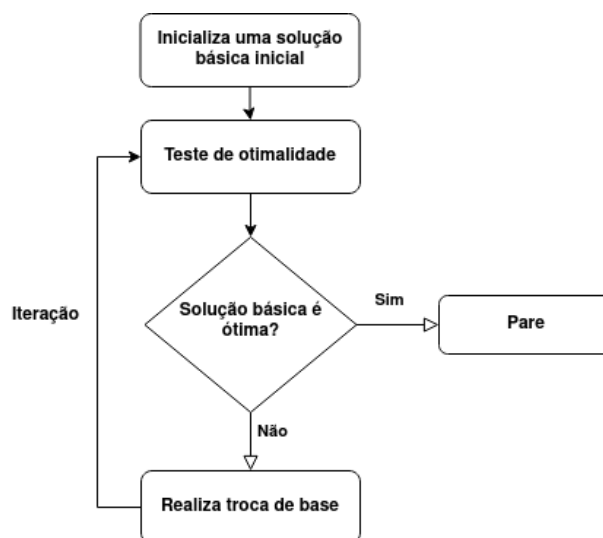 Inicializa uma solução
básica inicial
Teste de otimalidade
Iteração
Solução básica é
ótima?
Sim
Pare
Não
Realiza troca de base